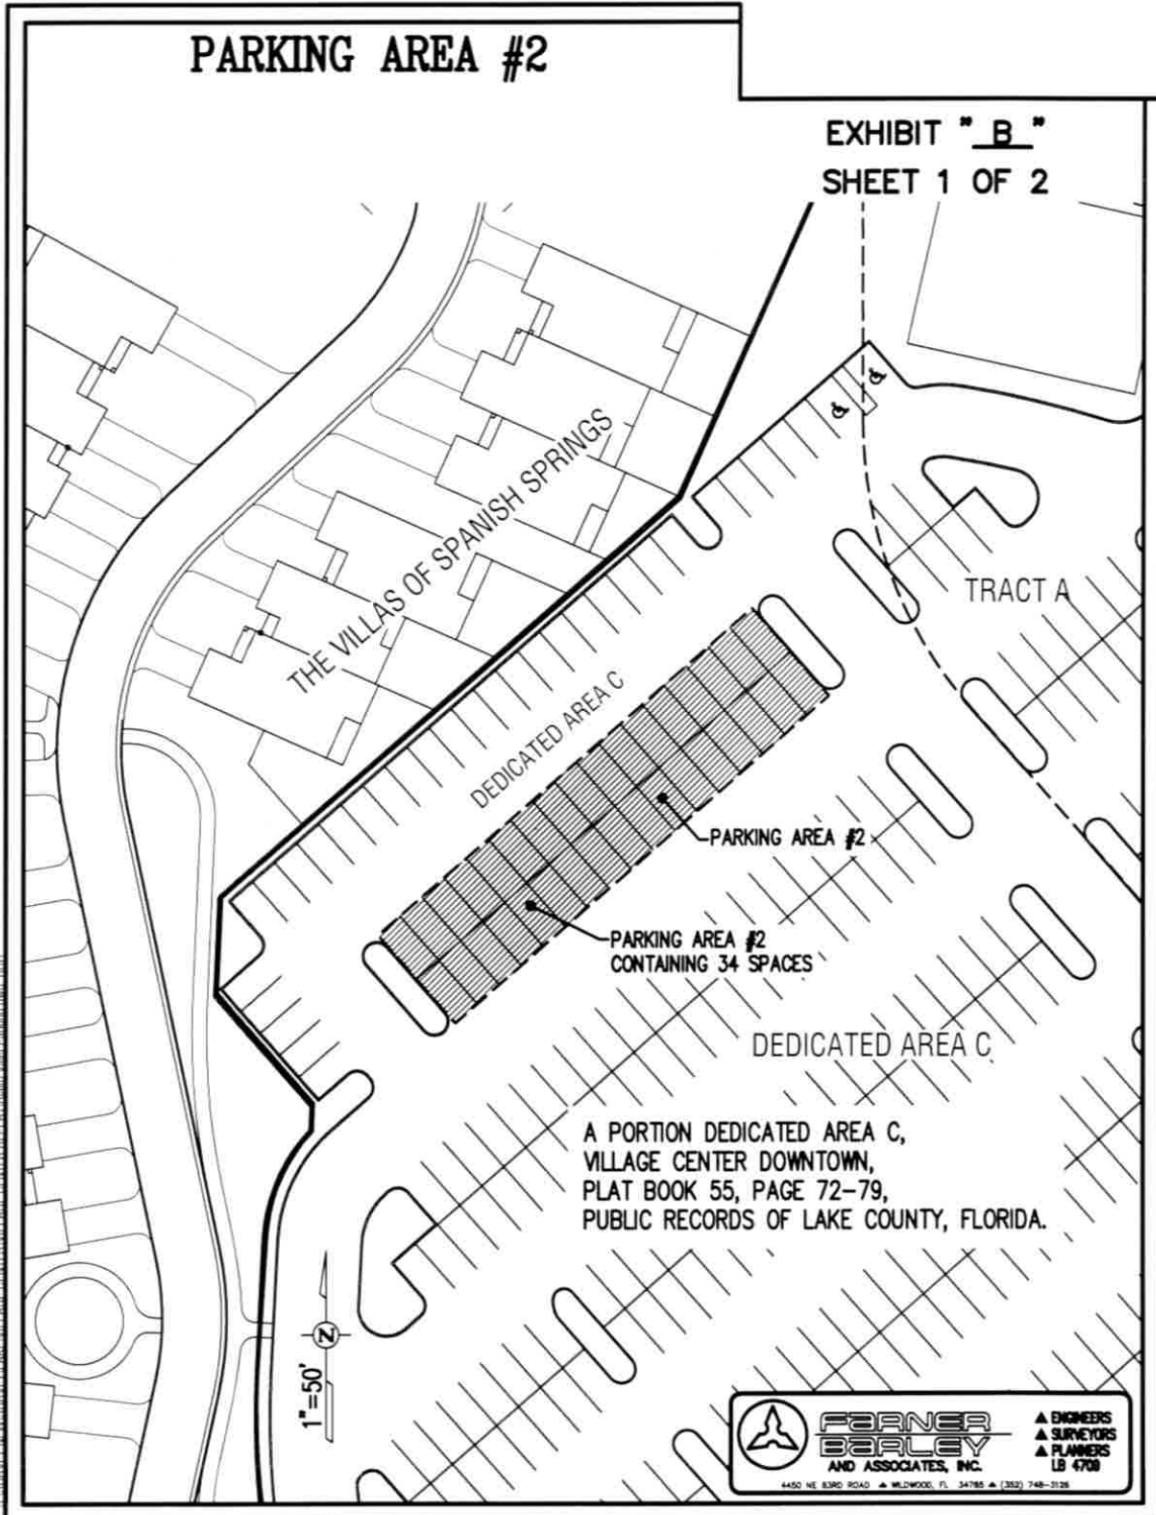 PARKING AREA #2
EXHIBIT " B "
SHEET 1 OF 2
THE VILLAS OF SPANISH SPRINGS
TRACT A
DEDICATED AREA C
PARKING AREA #2
PARKING AREA #2
CONTAINING 34 SPACES
DEDICATED AREA C
A PORTION DEDICATED AREA C,
VILLAGE CENTER DOWNTOWN,
PLAT BOOK 55, PAGE 72-79,
PUBLIC RECORDS OF LAKE COUNTY, FLORIDA.
N
1"=50'
FARNER
BARLEY
AND ASSOCIATES, INC.
▲ ENGINEERS
▲ SURVEYORS
▲ PLANNERS
LB 4709
4450 NE 83RD ROAD ▲ WILDWOOD, FL 34785 ▲ (352) 748-3126